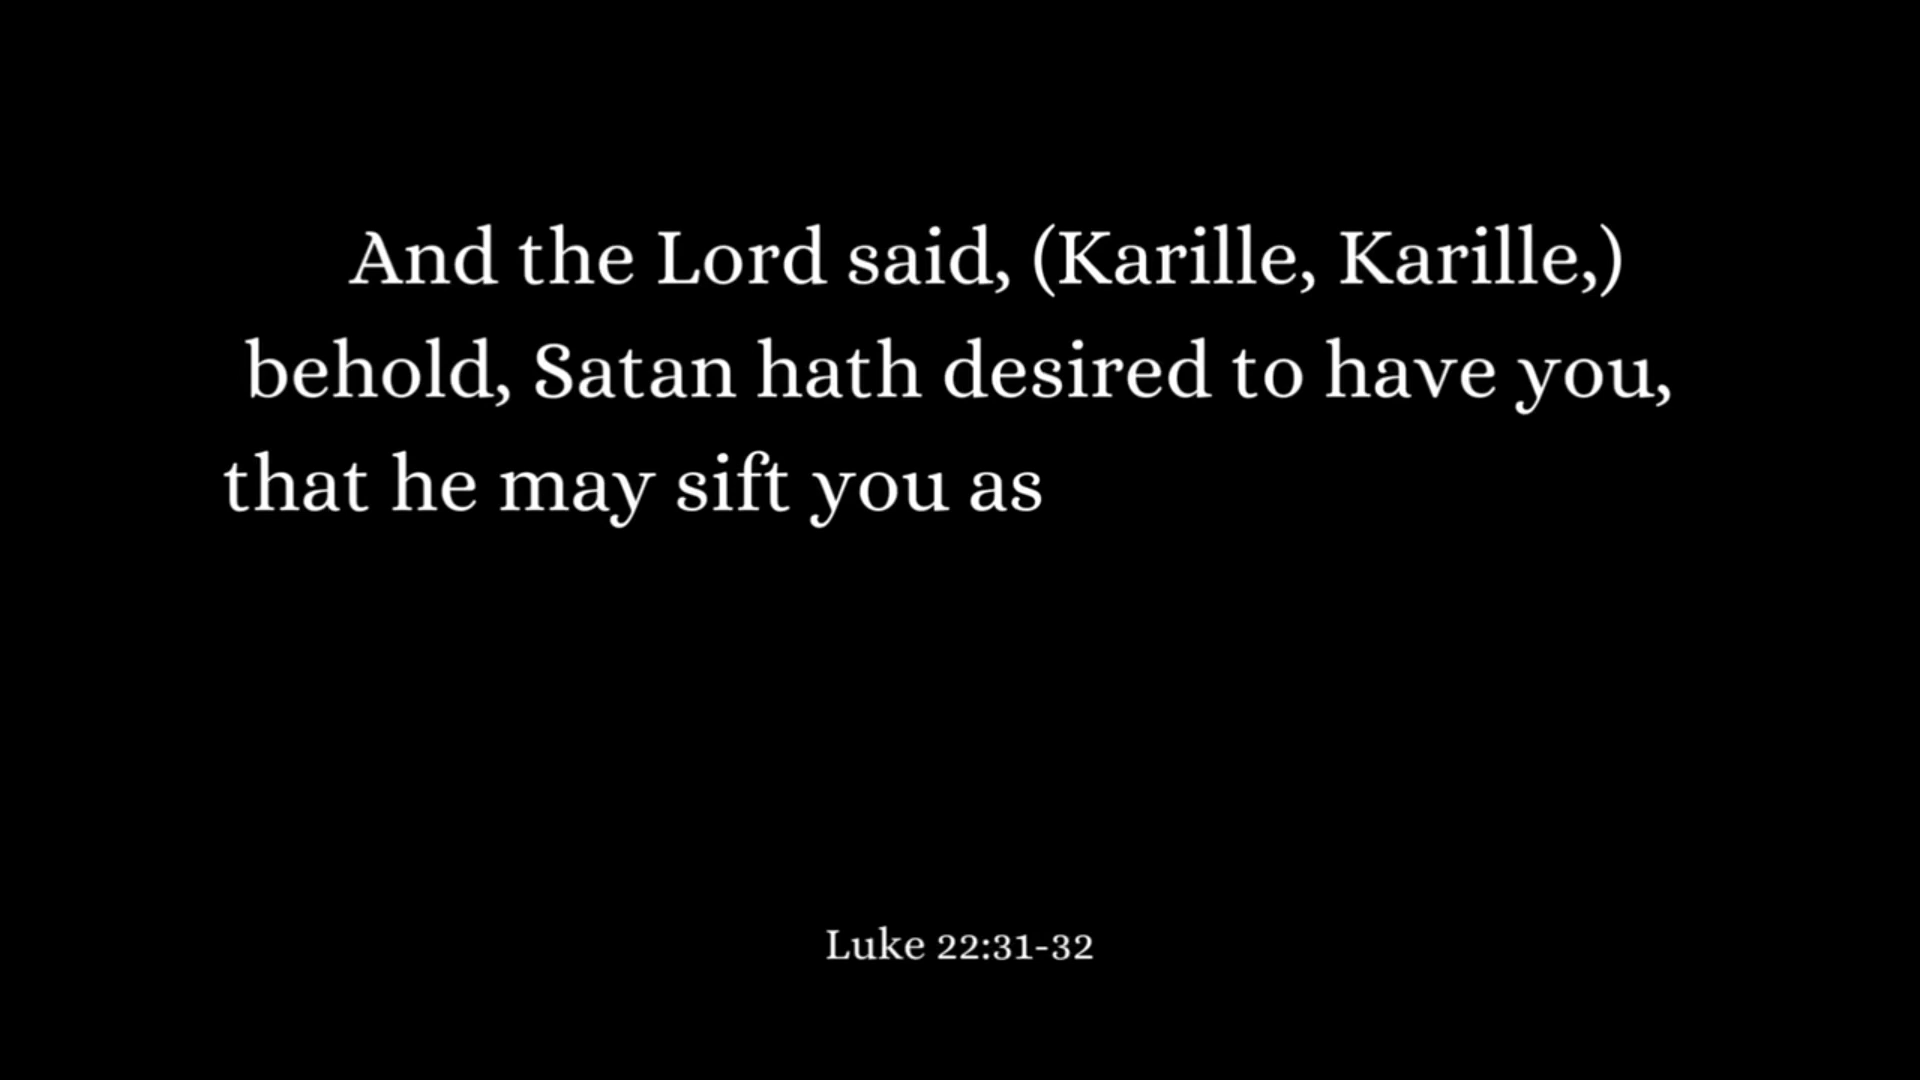 And the Lord said, (Karille, Karille,)
behold, Satan hath desired to have you,
that he may sift you as
Luke 22:31-32